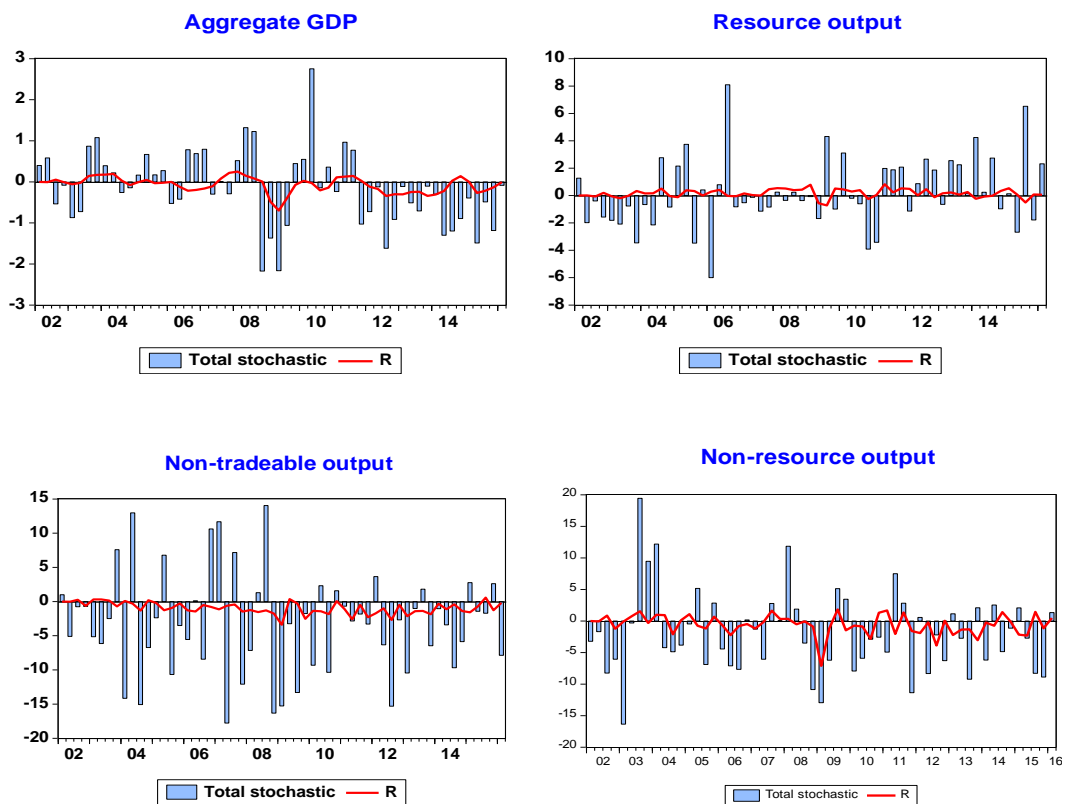 Aggregate GDP
3
2
1
0
-1
-2
-3
02 04 06 08 10 12 14
Total stochastic R
Resource output
10
8
6
4
2
0
-2
-4
-6
-8
02 04 06 08 10 12 14
Total stochastic R
Non-tradeable output
15
10
5
0
-5
-10
-15
-20
02 04 06 08 10 12 14
Total stochastic R
Non-resource output
20
15
10
5
0
-5
-10
-15
-20
02 03 04 05 06 07 08 09 10 11 12 13 14 15 16
Total stochastic R